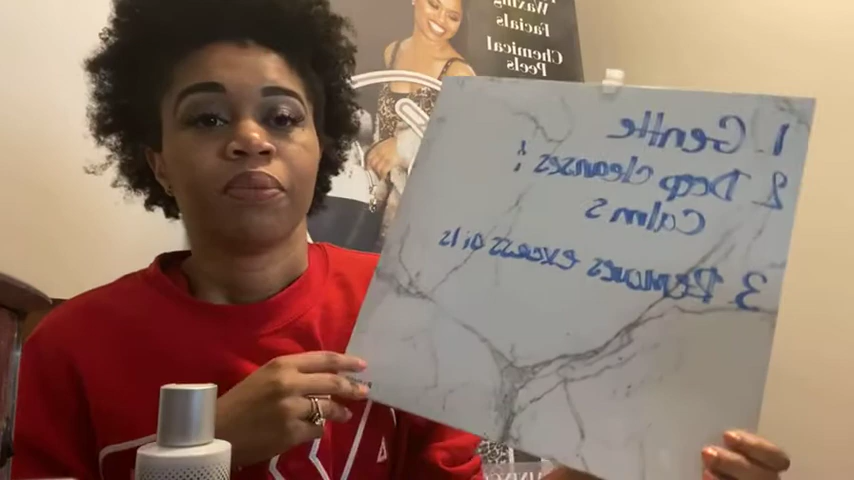 Waxing
Facials
Chemical
Peels
1 Gentle
2 Deep cleanses &
Calms
3 Removes excess oils